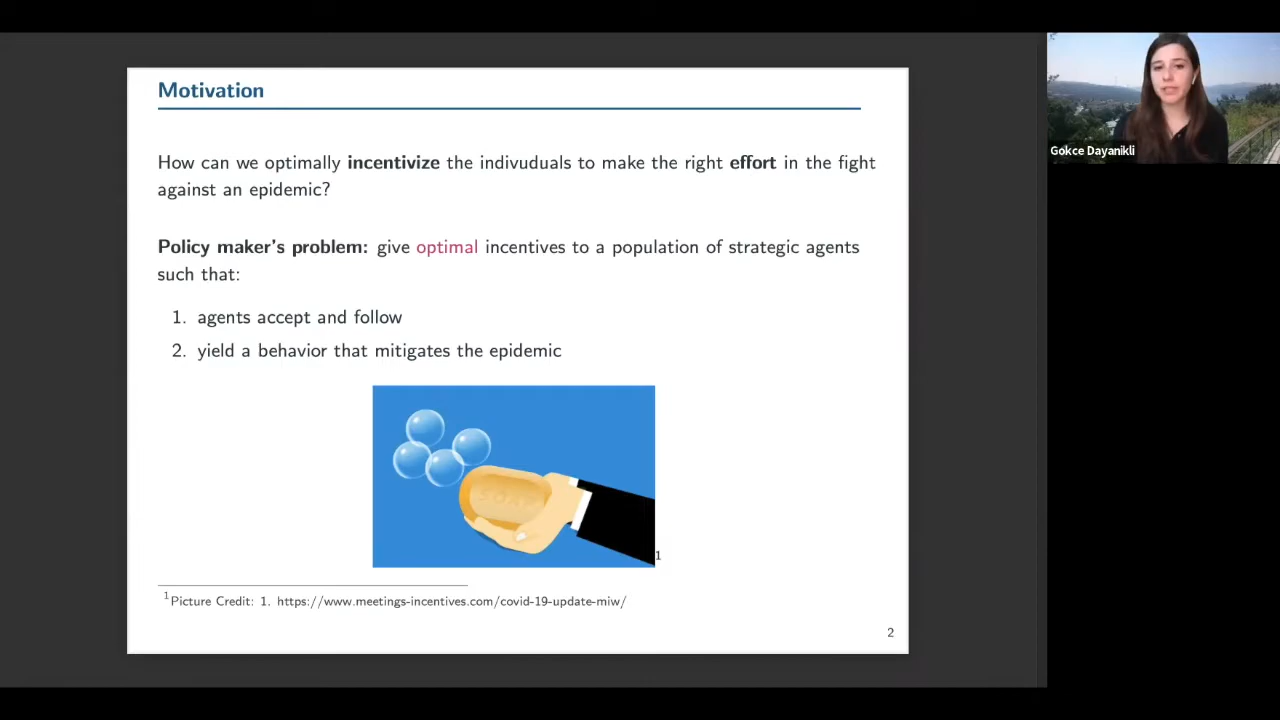 Motivation
How can we optimally incentivize the indivuduals to make the right effort in the fight
against an epidemic?
Policy maker's problem: give optimal incentives to a population of strategic agents
such that:
1. agents accept and follow
2. yield a behavior that mitigates the epidemic
SOAP
1
1Picture Credit: 1. https://www.meetings-incentives.com/covid-19-update-miw/
2
Gokce Dayanikli